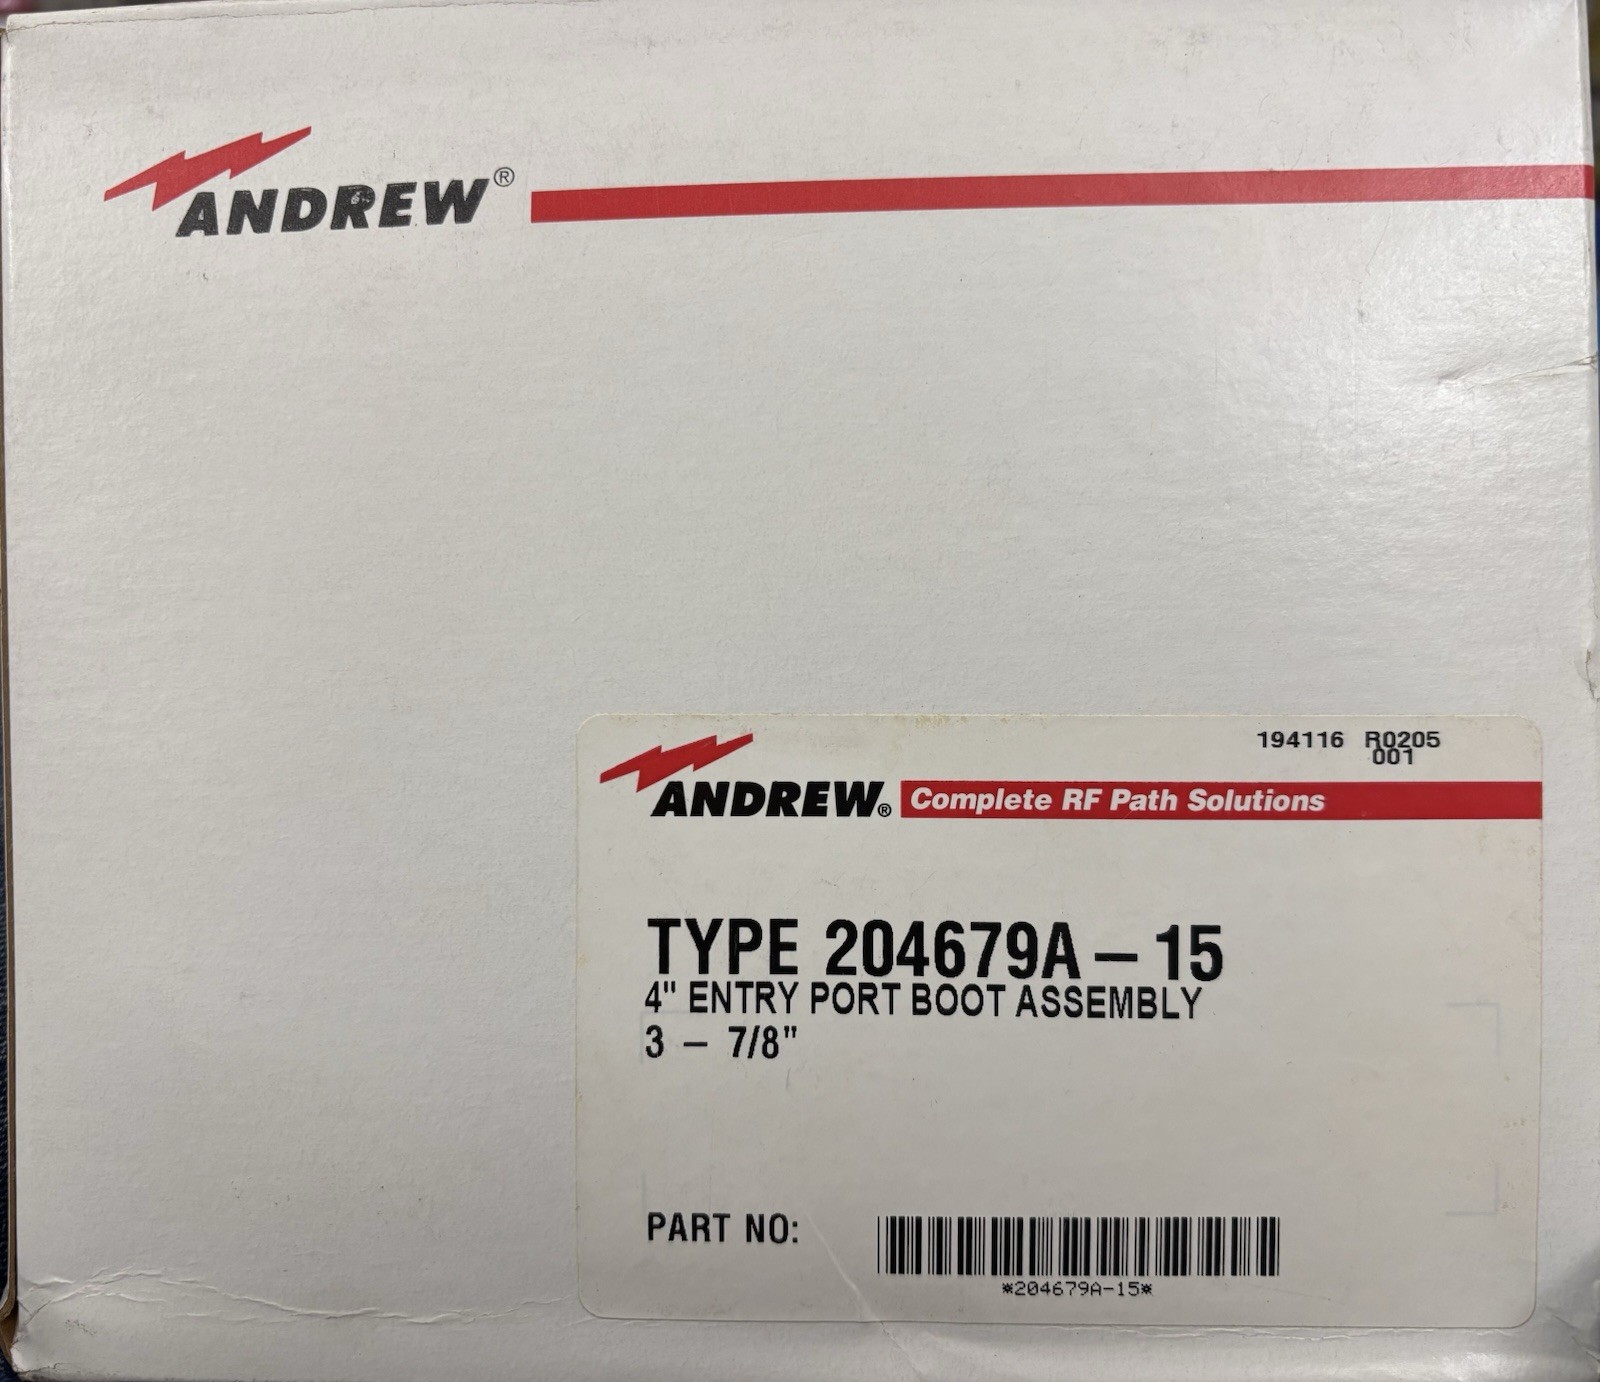 ANDREW®
194116 R0205
001
ANDREW® Complete RF Path Solutions
TYPE 204679A – 15
4" ENTRY PORT BOOT ASSEMBLY
3 – 7/8"
PART NO:
*204679A-15*